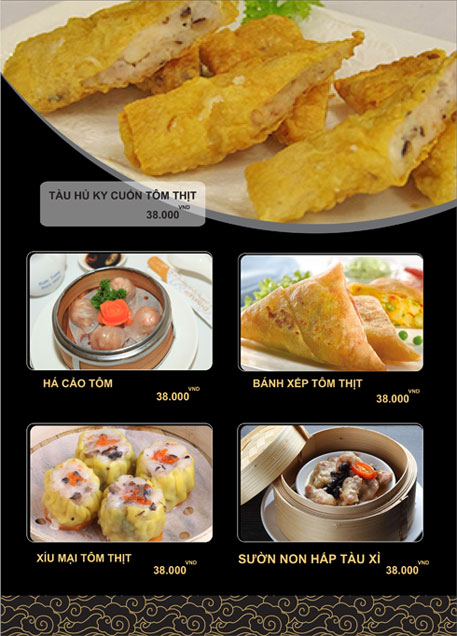 TÀU HỦ KY CUỐN TÔM THỊT
VND
38.000
HÁ CẢO TÔM
VND
38.000
BÁNH XẾP TÔM THỊT
VND
38.000
XÍU MẠI TÔM THỊT
VND
38.000
SƯỜN NON HẤP TÀU XÌ
VND
38.000